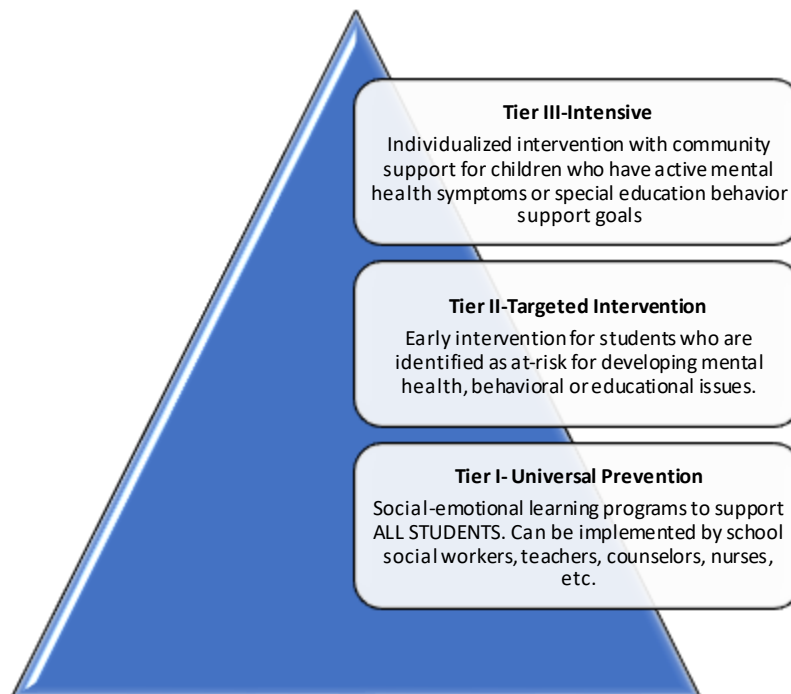 Tier III-Intensive
Individualized intervention with community
support for children who have active mental
health symptoms or special education behavior
support goals
Tier II-Targeted Intervention
Early intervention for students who are
identified as at-risk for developing mental
health, behavioral or educational issues.
Tier I- Universal Prevention
Social-emotional learning programs to support
ALL STUDENTS. Can be implemented by school
social workers, teachers, counselors, nurses,
etc.